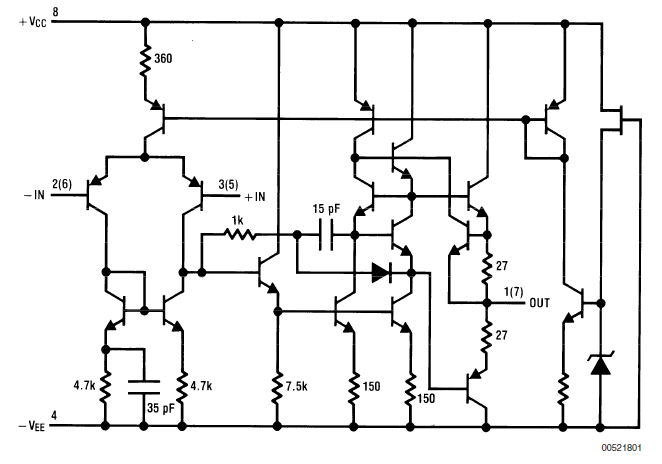 + VCC 8
360
2(6)
3(5)
− IN
+ IN
15 pF
1k
27
1(7)
OUT
27
4.7k
4.7k
7.5k
150
150
35 pF
− VEE 4
00521801